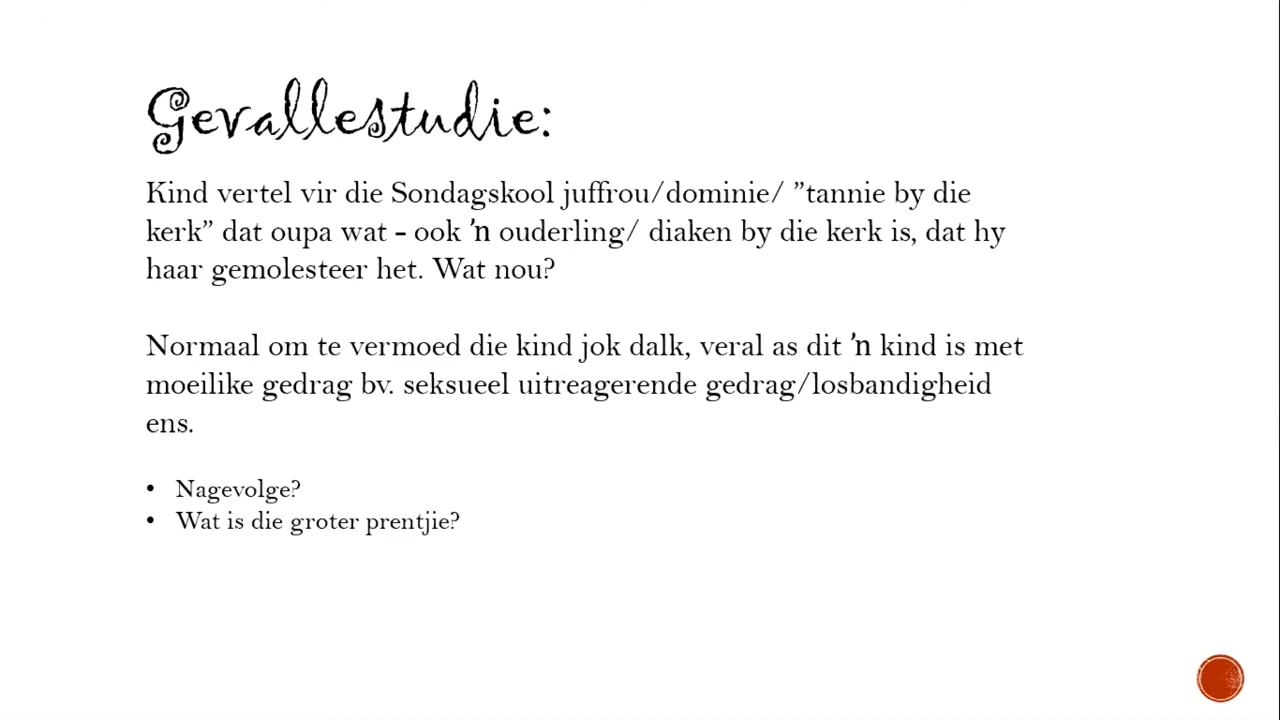 Gevallestudie:
Kind vertel vir die Sondagskool juffrou/dominie/ ”tannie by die
kerk” dat oupa wat – ook ’n ouderling/ diaken by die kerk is, dat hy
haar gemolesteer het. Wat nou?
Normaal om te vermoed die kind jok dalk, veral as dit ’n kind is met
moeilike gedrag bv. seksueel uitreagerende gedrag/losbandigheid
ens.
• Nagevolge?
• Wat is die groter prentjie?